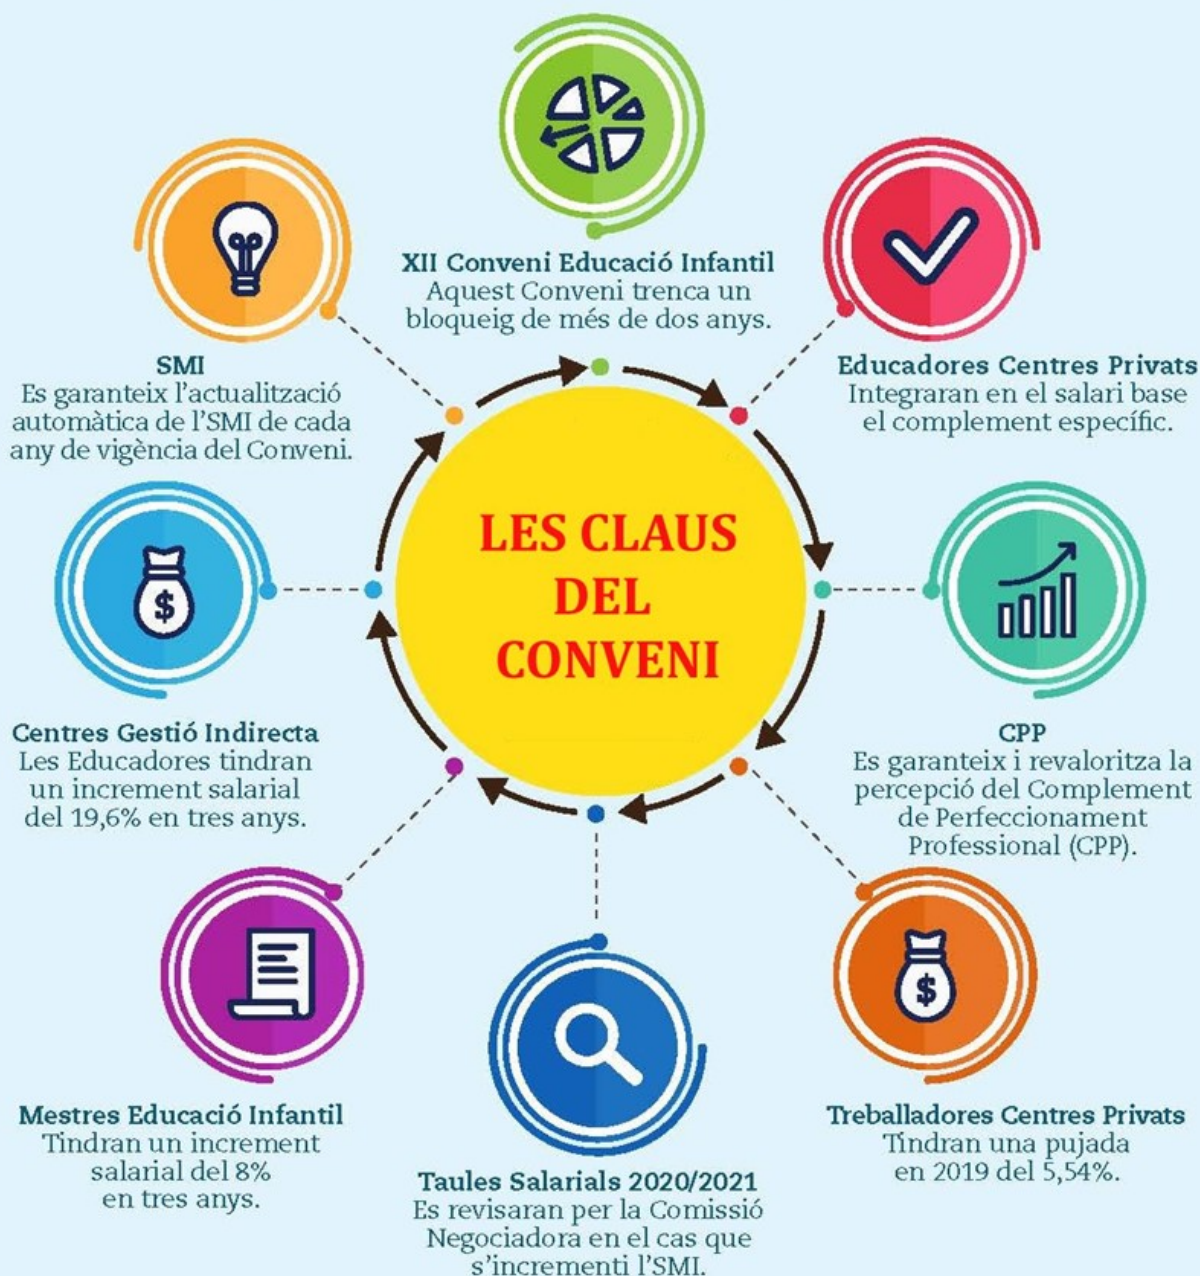 XII Conveni Educació Infantil
Aquest Conveni trenca un
bloqueig de més de dos anys.
Educadores Centres Privats
Integraran en el salari base
el complement específic.
CPP
Es garanteix i revaloritza la
percepció del Complement
de Perfeccionament
Professional (CPP).
Treballadores Centres Privats
Tindran una pujada
en 2019 del 5,54%.
Taules Salarials 2020/2021
Es revisaran per la Comissió
Negociadora en el cas que
s'incrementi l'SMI.
Mestres Educació Infantil
Tindran un increment
salarial del 8%
en tres anys.
Centres Gestió Indirecta
Les Educadores tindran
un increment salarial
del 19,6% en tres anys.
SMI
Es garanteix l'actualització
automàtica de l'SMI de cada
any de vigència del Conveni.
LES CLAUS
DEL
CONVENI
$
$